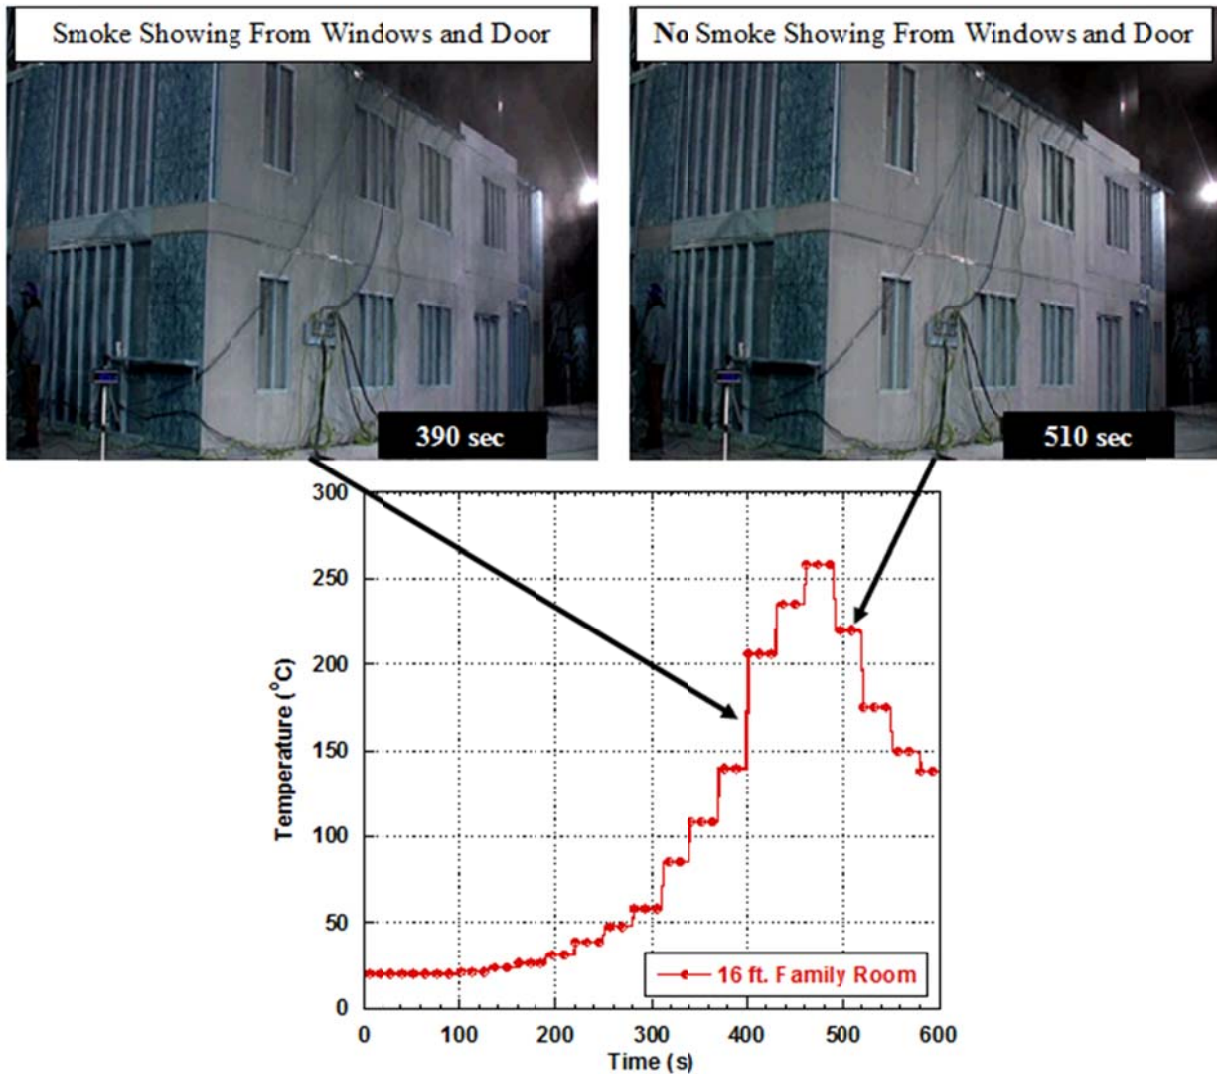 Smoke Showing From Windows and Door
No Smoke Showing From Windows and Door
390 sec
510 sec
300
250
200
150
100
50
0
Temperature (°C)
16 ft. Family Room
0 100 200 300 400 500 600
Time (s)